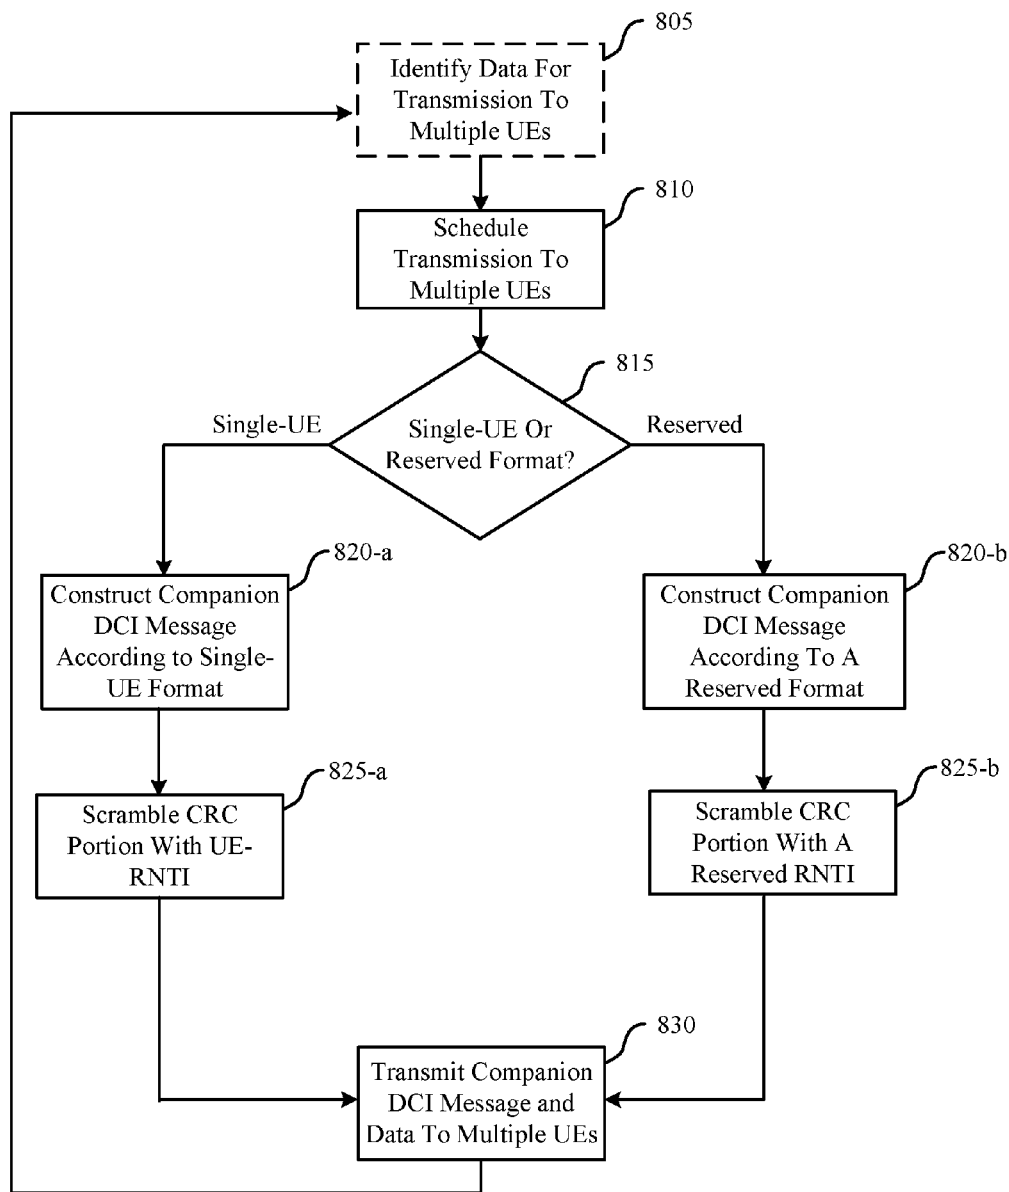 805
Identify Data For
Transmission To
Multiple UEs
810
Schedule
Transmission To
Multiple UEs
815
Single-UE
Single-UE Or
Reserved Format?
Reserved
820-a
Construct Companion
DCI Message
According to Single-
UE Format
820-b
Construct Companion
DCI Message
According To A
Reserved Format
825-a
Scramble CRC
Portion With UE-
RNTI
825-b
Scramble CRC
Portion With A
Reserved RNTI
830
Transmit Companion
DCI Message and
Data To Multiple UEs